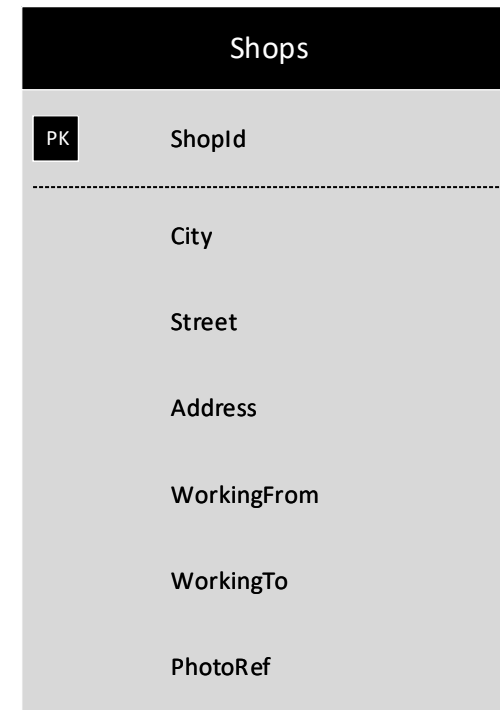 Shops
PK ShopId
City
Street
Address
WorkingFrom
WorkingTo
PhotoRef